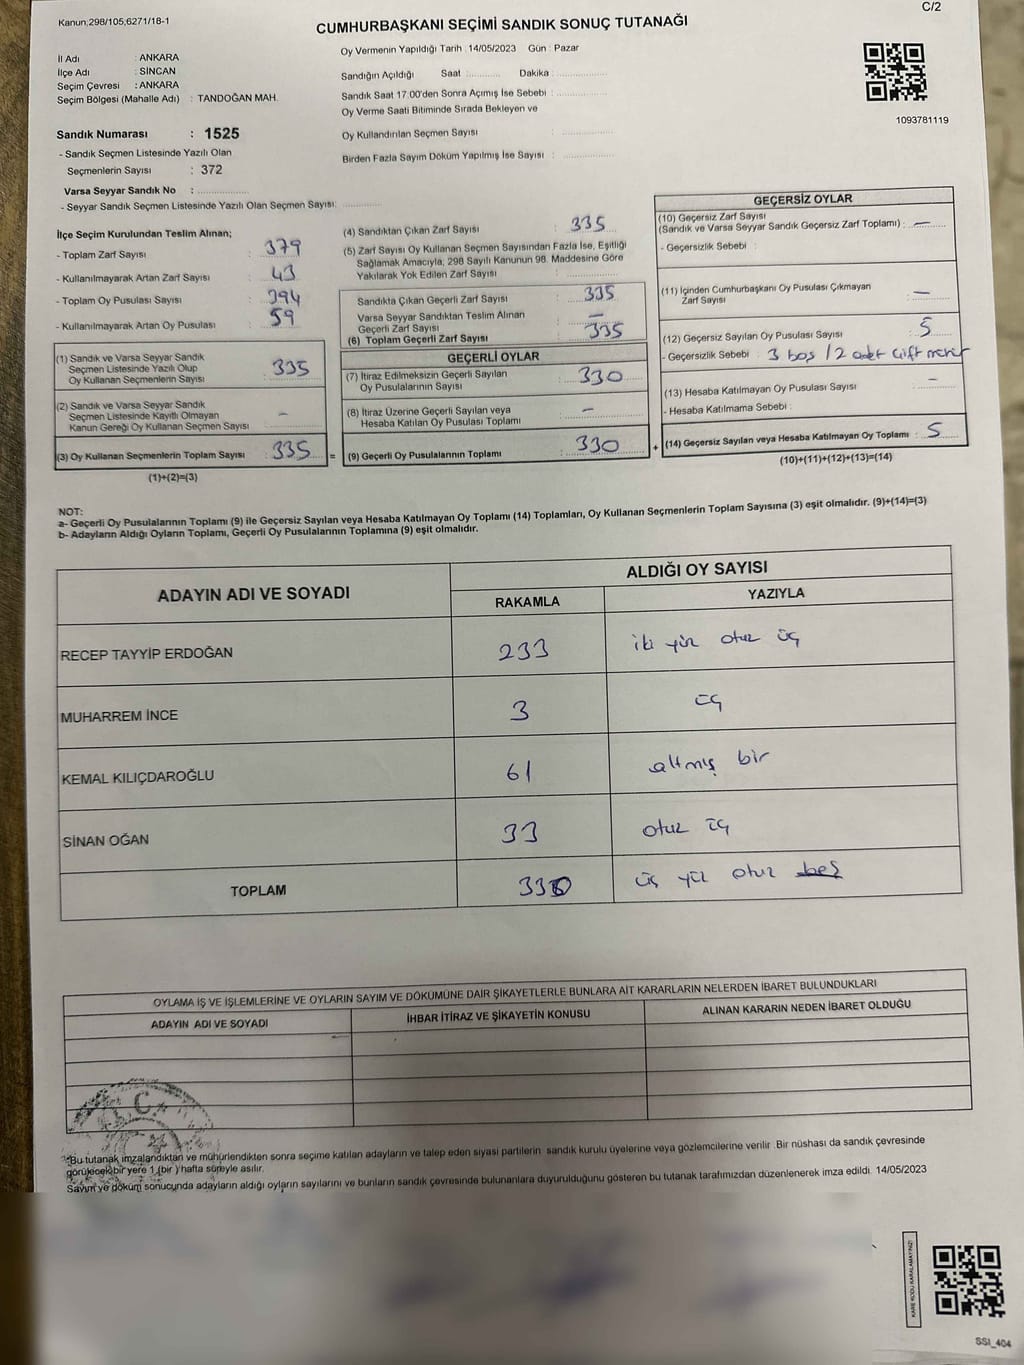 Kanun;298/105,6271/18-1
C/2
CUMHURBAŞKANI SEÇİMİ SANDIK SONUÇ TUTANAĞI
İl Adı : ANKARA
İlçe Adı : SİNCAN
Seçim Çevresi : ANKARA
Seçim Bölgesi (Mahalle Adı) : TANDOĞAN MAH.
Sandık Numarası : 1525
- Sandık Seçmen Listesinde Yazılı Olan
Seçmenlerin Sayısı : 372
Varsa Seyyar Sandık No : ..............
- Seyyar Sandık Seçmen Listesinde Yazılı Olan Seçmen Sayısı: ............
Oy Vermenin Yapıldığı Tarih : 14/05/2023 Gün : Pazar
Sandığın Açıldığı Saat ............ Dakika : ..............
Sandık Saat 17.00'den Sonra Açımış İse Sebebi : ..............
Oy Verme Saati Bitiminde Sırada Bekleyen ve
Oy Kullandırılan Seçmen Sayısı : ..............
Birden Fazla Sayım Döküm Yapılmış İse Sayısı : ..............
1093781119
İlçe Seçim Kurulundan Teslim Alınan;
- Toplam Zarf Sayısı : 379
- Kullanılmayarak Artan Zarf Sayısı : 43
- Toplam Oy Pusulası Sayısı : 394
- Kullanılmayarak Artan Oy Pusulası : 59
(1) Sandık ve Varsa Seyyar Sandık
Seçmen Listesinde Yazılı Olup
Oy Kullanan Seçmenlerin Sayısı : 335
(2) Sandık ve Varsa Seyyar Sandık
Seçmen Listesinde Kayıtlı Olmayan
Kanun Gereği Oy Kullanan Seçmen Sayısı : -
(3) Oy Kullanan Seçmenlerin Toplam Sayısı : 335 =
(1)+(2)=(3)
(4) Sandıktan Çıkan Zarf Sayısı : 335
(5) Zarf Sayısı Oy Kullanan Seçmen Sayısından Fazla İse, Eşitliği
Sağlamak Amacıyla, 298 Sayılı Kanunun 98. Maddesine Göre
Yakılarak Yok Edilen Zarf Sayısı : ..............
Sandıkta Çıkan Geçerli Zarf Sayısı : 335
Varsa Seyyar Sandıktan Teslim Alınan
Geçerli Zarf Sayısı : -
(6) Toplam Geçerli Zarf Sayısı : 335
GEÇERLİ OYLAR
(7) İtiraz Edilmeksizin Geçerli Sayılan
Oy Pusulalarının Sayısı : 330
(8) İtiraz Üzerine Geçerli Sayılan veya
Hesaba Katılan Oy Pusulası Toplamı : -
(9) Geçerli Oy Pusulalarının Toplamı : 330 +
GEÇERSİZ OYLAR
(10) Geçersiz Zarf Sayısı
(Sandık ve Varsa Seyyar Sandık Geçersiz Zarf Toplamı) : -
- Geçersizlik Sebebi :
(11) İçinden Cumhurbaşkanı Oy Pusulası Çıkmayan
Zarf Sayısı : -
(12) Geçersiz Sayılan Oy Pusulası Sayısı : 5
- Geçersizlik Sebebi : 3 boş / 2 adet çift mühür
(13) Hesaba Katılmayan Oy Pusulası Sayısı : -
- Hesaba Katılmama Sebebi :
(14) Geçersiz Sayılan veya Hesaba Katılmayan Oy Toplamı : 5
(10)+(11)+(12)+(13)=(14)
NOT:
a- Geçerli Oy Pusulalarının Toplamı (9) ile Geçersiz Sayılan veya Hesaba Katılmayan Oy Toplamı (14) Toplamları, Oy Kullanan Seçmenlerin Toplam Sayısına (3) eşit olmalıdır. (9)+(14)=(3)
b- Adayların Aldığı Oyların Toplamı, Geçerli Oy Pusulalarının Toplamına (9) eşit olmalıdır.
ADAYIN ADI VE SOYADI
ALDIĞI OY SAYISI
RAKAMLA YAZIYLA
RECEP TAYYİP ERDOĞAN 233 iki yüz otuz üç
MUHARREM İNCE 3 üç
KEMAL KILIÇDAROĞLU 61 altmış bir
SİNAN OĞAN 33 otuz üç
TOPLAM 330 üç yüz otuz beş
OYLAMA İŞ VE İŞLEMLERİNE VE OYLARIN SAYIM VE DÖKÜMÜNE DAİR ŞİKAYETLERLE BUNLARA AİT KARARLARIN NELERDEN İBARET BULUNDUKLARI
ADAYIN ADI VE SOYADI İHBAR İTİRAZ VE ŞİKAYETİN KONUSU ALINAN KARARIN NEDEN İBARET OLDUĞU
T.C.
Bu tutanak imzalandıktan ve mühürlendikten sonra seçime katılan adayların ve talep eden siyasi partilerin sandık kurulu üyelerine veya gözlemcilerine verilir. Bir nüshası da sandık çevresinde
görülecek bir yere 1 (bir ) hafta süreyle asılır.
Sayım ve döküm sonucunda adayların aldığı oyların sayılarını ve bunların sandık çevresinde bulunanlara duyurulduğunu gösteren bu tutanak tarafımızdan düzenlenerek imza edildi. 14/05/2023
KARE KODU KARALAMAYINIZ!
SSI_404